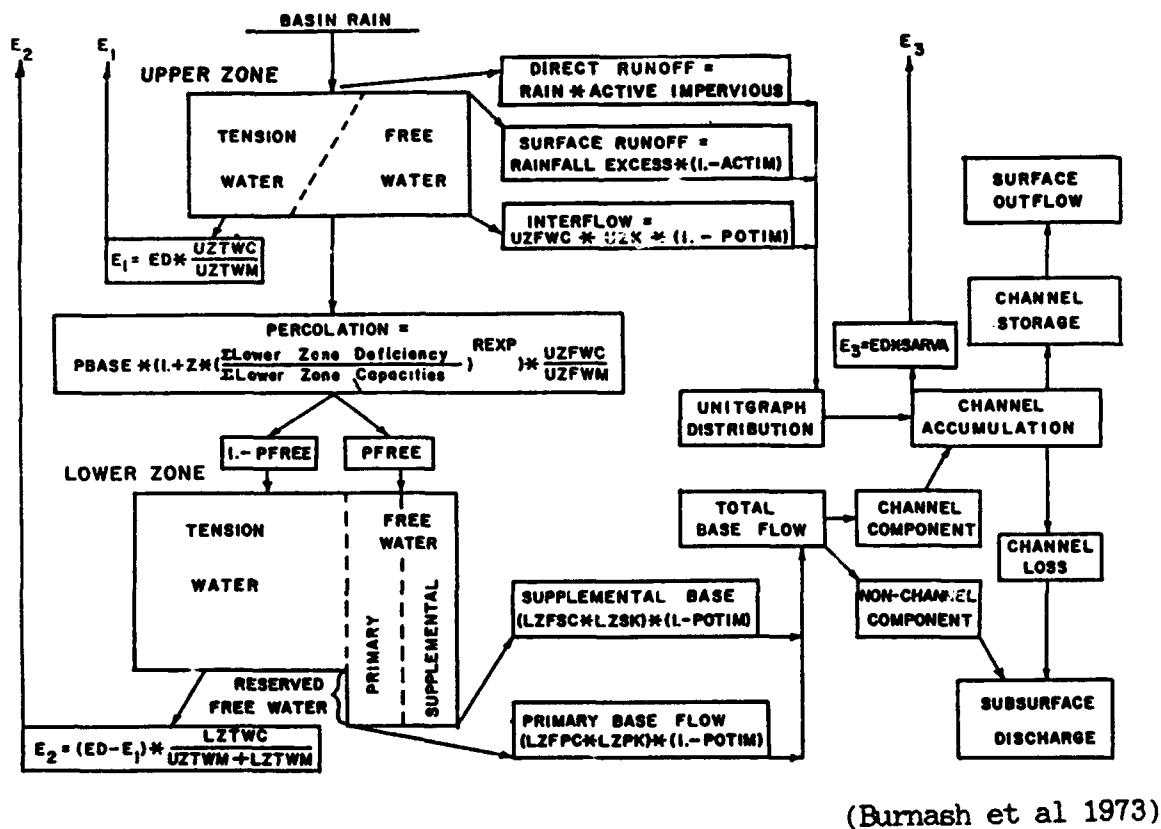 BASIN RAIN
E2
E1
E3
UPPER ZONE
DIRECT RUNOFF =
RAIN * ACTIVE IMPERVIOUS
TENSION
WATER
FREE
WATER
SURFACE RUNOFF =
RAINFALL EXCESS*(1.-ACTIM)
INTERFLOW =
UZFWC * UZK * (1. - POTIM)
E1 = ED* UZTWC
UZTWM
PERCOLATION =
PBASE *(1.+Z*( ΣLower Zone Deficiency
ΣLower Zone Capacities
)REXP )* UZFWC
UZFWM
SURFACE
OUTFLOW
CHANNEL
STORAGE
E3=ED*SARVA
UNITGRAPH
DISTRIBUTION
CHANNEL
ACCUMULATION
1.- PFREE
PFREE
LOWER ZONE
TENSION
WATER
FREE
WATER
PRIMARY
SUPPLEMENTAL
RESERVED
FREE WATER
TOTAL
BASE FLOW
CHANNEL
COMPONENT
CHANNEL
LOSS
NON-CHANNEL
COMPONENT
SUPPLEMENTAL BASE
(LZFSC*LZSK)*(1.-POTIM)
PRIMARY BASE FLOW
(LZFPC*LZPK)*(1.-POTIM)
SUBSURFACE
DISCHARGE
E2 = (ED-E1)* LZTWC
UZTWM+LZTWM
(Burnash et al 1973)